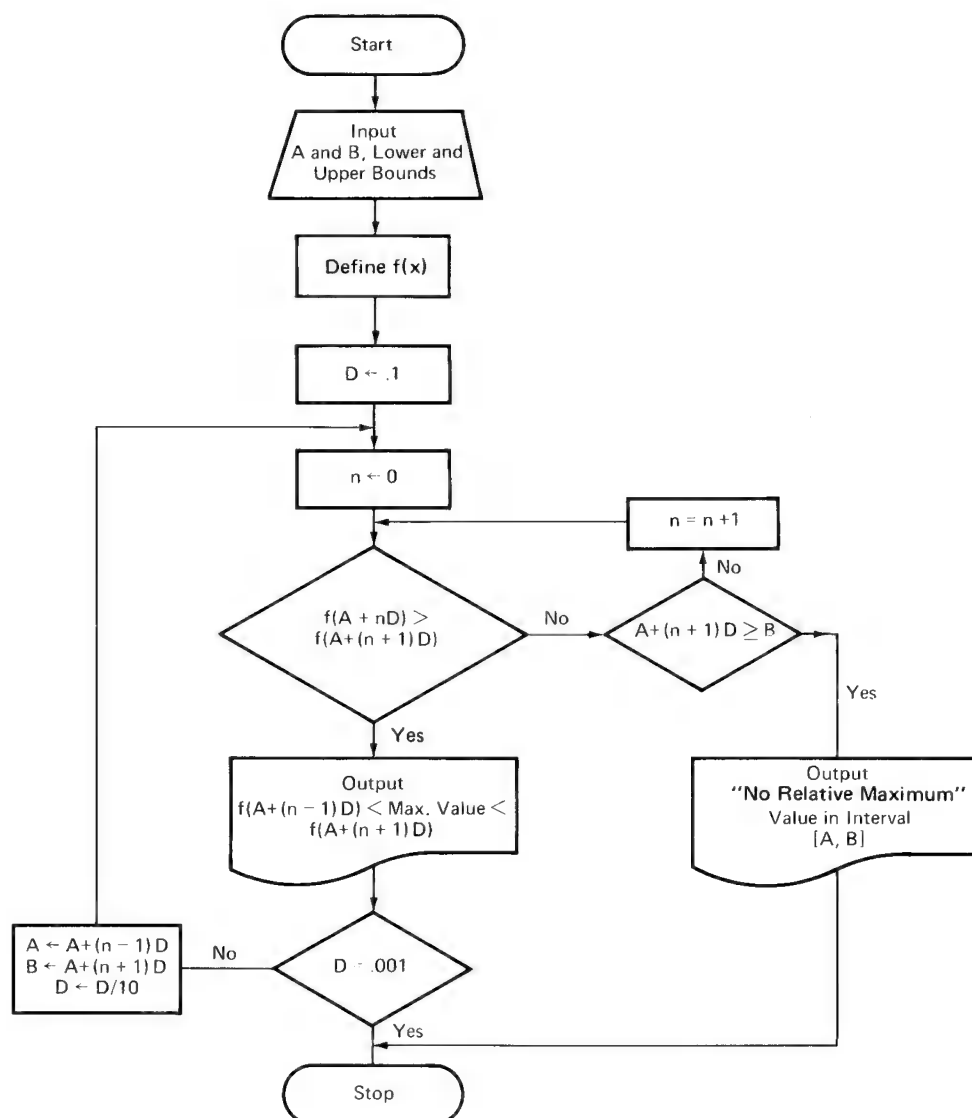 Start
Input
A and B, Lower and
Upper Bounds
Define f(x)
D ← .1
n ← 0
n = n +1
No
f(A + nD) >
f(A+(n + 1) D)
No
A+(n + 1) D ≥ B
Yes
Yes
Output
f(A+(n − 1) D) < Max. Value <
f(A+(n + 1) D)
Output
"No Relative Maximum"
Value in Interval
[A, B]
A ← A+(n − 1) D
B ← A+(n + 1) D
D ← D/10
No
D = .001
Yes
Stop